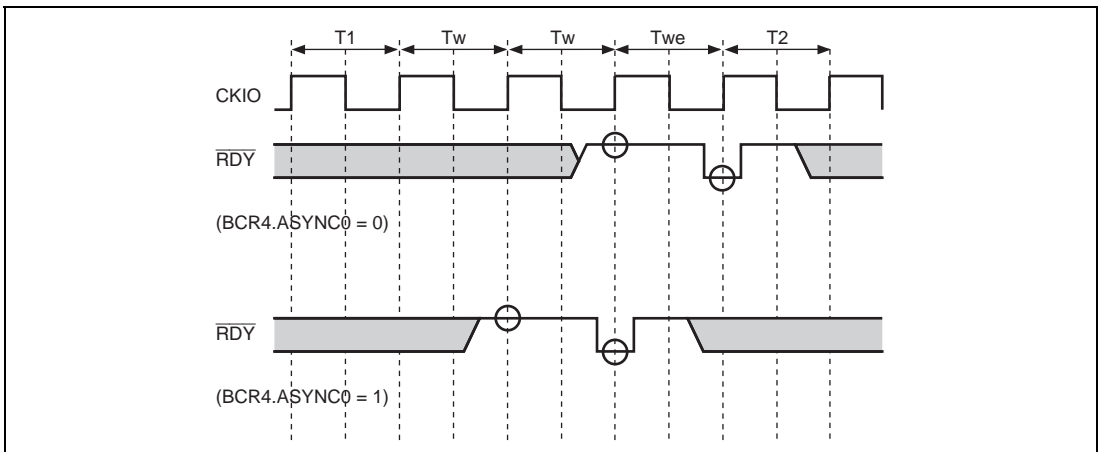 T1 Tw Tw Twe T2
CKIO
RDY
(BCR4.ASYNC0 = 0)
RDY
(BCR4.ASYNC0 = 1)